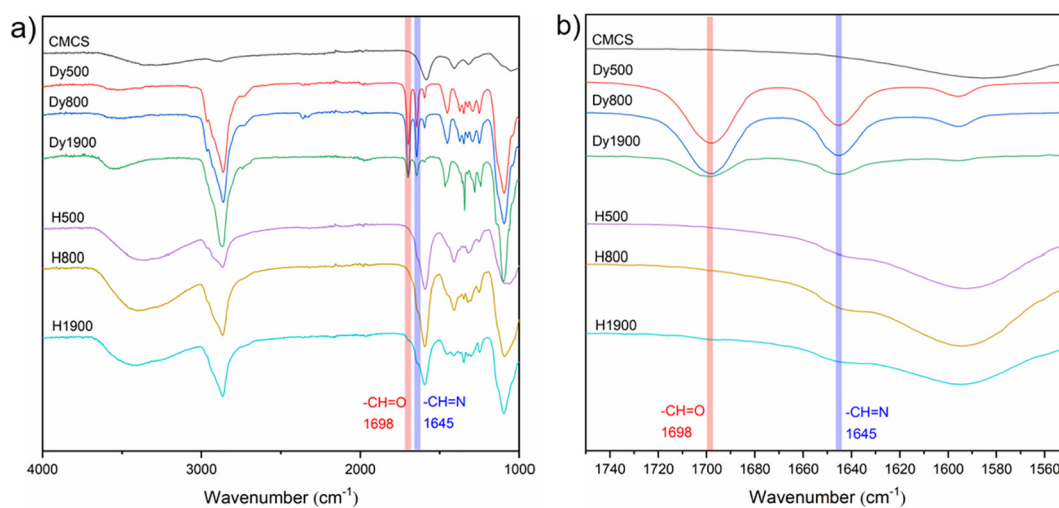 a)
CMCS
Dy500
Dy800
Dy1900
H500
H800
H1900
-CH=O -CH=N
1698 1645
4000 3000 2000 1000
Wavenumber (cm⁻¹)
b)
CMCS
Dy500
Dy800
Dy1900
H500
H800
H1900
-CH=O -CH=N
1698 1645
1740 1720 1700 1680 1660 1640 1620 1600 1580 1560
Wavenumber (cm⁻¹)